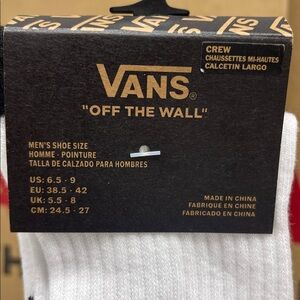 CREW
CHAUSSETTES MI-HAUTES
CALCETIN LARGO
VANS®
"OFF THE WALL"
MEN'S SHOE SIZE
HOMME - POINTURE
TALLA DE CALZADO PARA HOMBRES
US: 6.5 - 9
EU: 38.5 - 42
UK: 5.5 - 8
CM: 24.5 - 27
MADE IN CHINA
FABRIQUÉ EN CHINE
FABRICADO EN CHINA